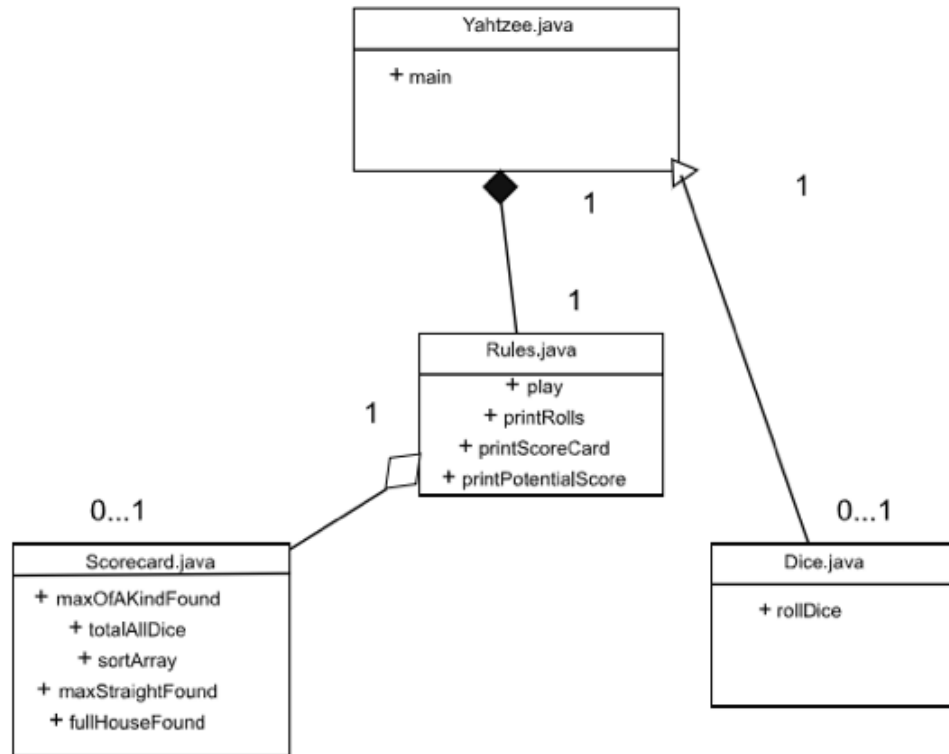 Yahtzee.java
+ main
1
1
1
Rules.java
+ play
+ printRolls
+ printScoreCard
+ printPotentialScore
1
0...1
0...1
Scorecard.java
+ maxOfAKindFound
+ totalAllDice
+ sortArray
+ maxStraightFound
+ fullHouseFound
Dice.java
+ rollDice